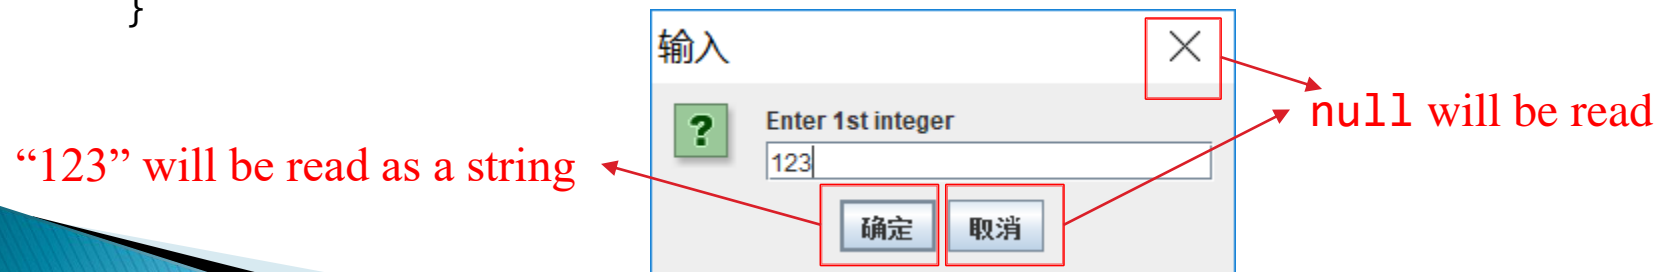 }
输入
Enter 1st integer
123
确定 取消
“123” will be read as a string
null will be read